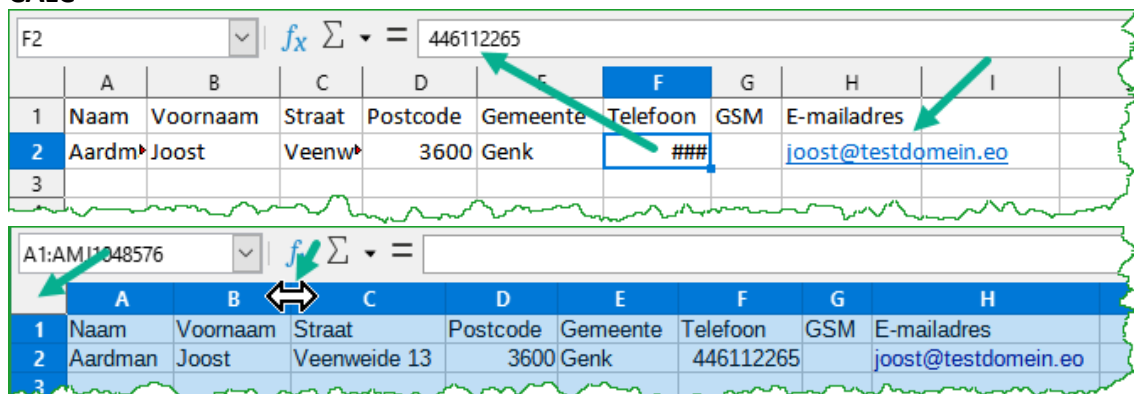 CALC
F2 fx Σ = 446112265
A B C D E F G H I
1 Naam Voornaam Straat Postcode Gemeente Telefoon GSM E-mailadres
2 Aardm Joost Veenw 3600 Genk ### joost@testdomein.eo
3
A1:AMJ1048576 Σ =
A B C D E F G H
1 Naam Voornaam Straat Postcode Gemeente Telefoon GSM E-mailadres
2 Aardman Joost Veenweide 13 3600 Genk 446112265 joost@testdomein.eo
3